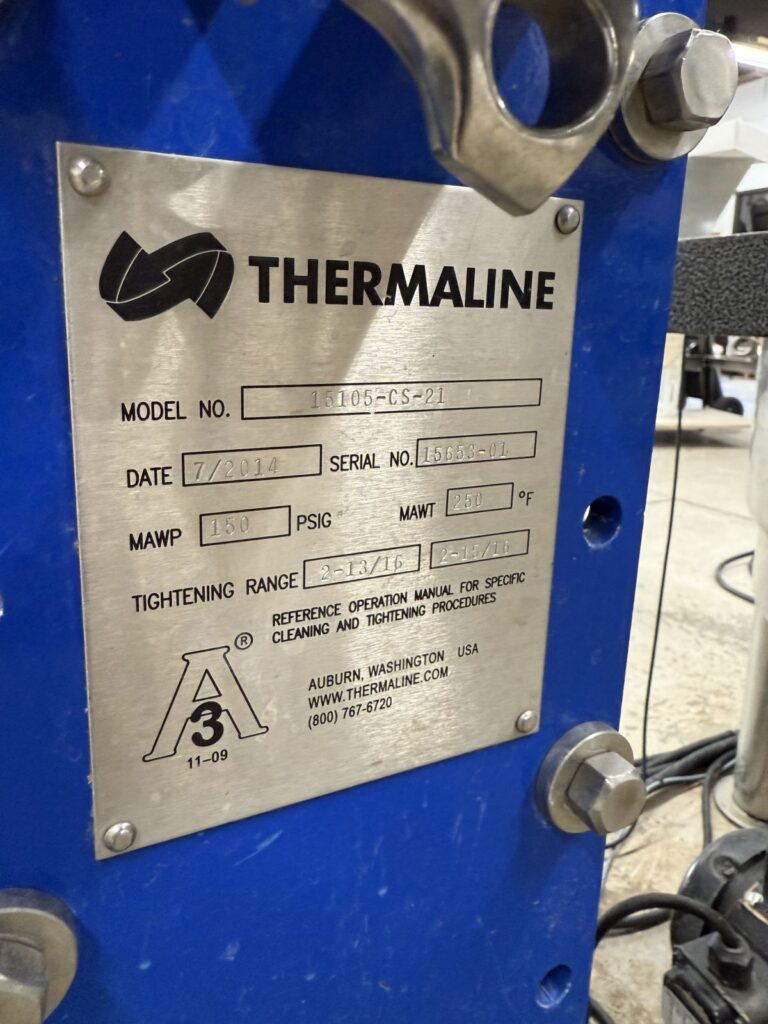 THERMALINE
MODEL NO. 15105-CS-21
DATE 7/2014 SERIAL NO. 15653-01
MAWP 150 PSIG MAWT 250 °F
TIGHTENING RANGE 2-13/16 2-15/16
REFERENCE OPERATION MANUAL FOR SPECIFIC
CLEANING AND TIGHTENING PROCEDURES
A ®
3
11-09
AUBURN, WASHINGTON USA
WWW.THERMALINE.COM
(800) 767-6720